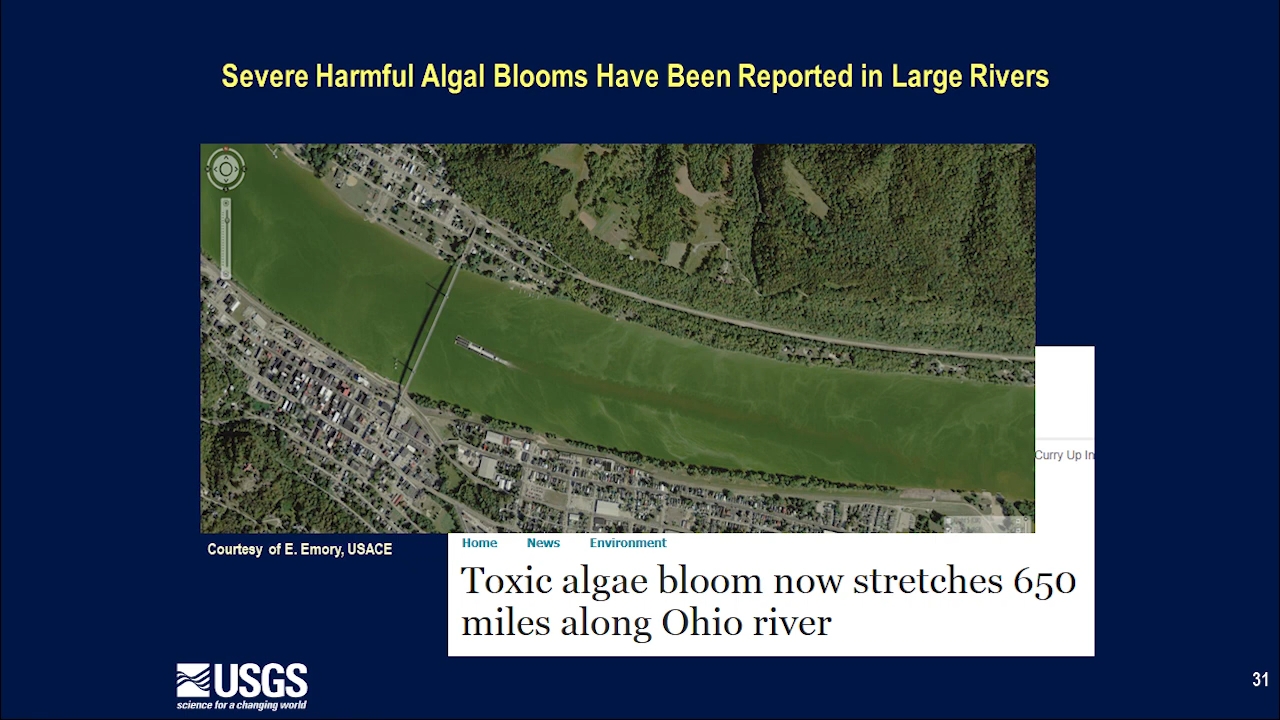 Severe Harmful Algal Blooms Have Been Reported in Large Rivers
Curry Up In
Courtesy of E. Emory, USACE
Home News Environment
Toxic algae bloom now stretches 650
miles along Ohio river
USGS
science for a changing world
31